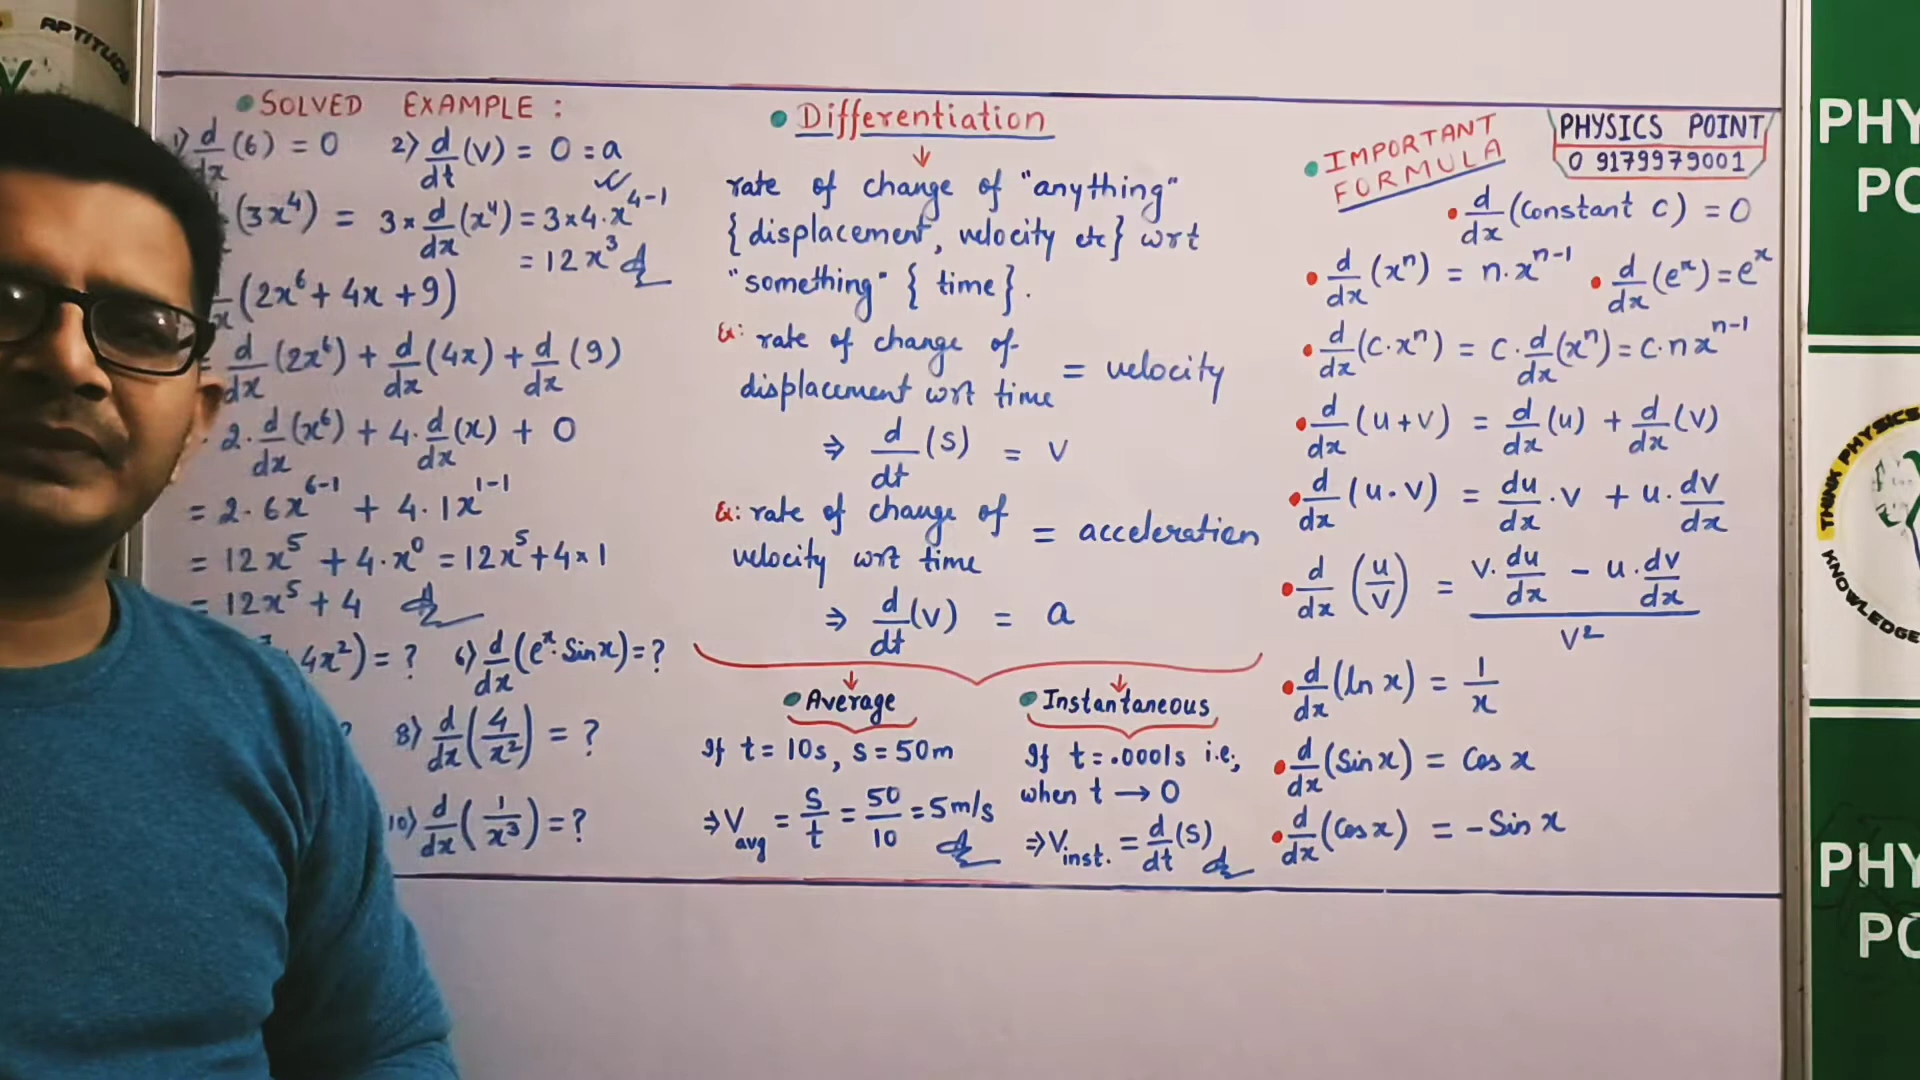 APTITUDE
• SOLVED EXAMPLE :
1) d/dx (6) = 0 2) d/dt (v) = 0 = a
(3x⁴) = 3 × d/dx (x⁴) = 3×4·x⁴⁻¹
= 12x³
(2x⁶ + 4x + 9)
= d/dx (2x⁶) + d/dx (4x) + d/dx (9)
2 · d/dx (x⁶) + 4 · d/dx (x) + 0
= 2 · 6x⁶⁻¹ + 4 · 1x¹⁻¹
= 12x⁵ + 4·x⁰ = 12x⁵ + 4×1
= 12x⁵ + 4
4x²) = ? 6) d/dx (eˣ · Sinx) = ?
? 8) d/dx (4/x²) = ?
10) d/dx (1/x³) = ?
• Differentiation
↓
rate of change of "anything"
{displacement, velocity etc} wrt
"something" { time }.
Ex: rate of change of
displacement wrt time = velocity
⇒ d/dt (s) = v
Ex: rate of change of
velocity wrt time = acceleration
⇒ d/dt (v) = a
• Average
If t = 10s, s = 50m
⇒ V avg = s/t = 50/10 = 5m/s
• Instantaneous
If t = .0001s i.e;
when t → 0
⇒ V inst. = d/dt (s)
• IMPORTANT
FORMULA
PHYSICS POINT
0 9179979001
• d/dx (constant c) = 0
• d/dx (xⁿ) = n·xⁿ⁻¹ • d/dx (eˣ) = eˣ
• d/dx (c·xⁿ) = c · d/dx (xⁿ) = c·n xⁿ⁻¹
• d/dx (u + v) = d/dx (u) + d/dx (v)
• d/dx (u·v) = du/dx · v + u · dv/dx
• d/dx (u/v) = (v · du/dx − u · dv/dx) / v²
• d/dx (ln x) = 1/x
• d/dx (Sin x) = Cos x
• d/dx (Cos x) = − Sin x
PHY
PO
THINK PHYSICS
KNOWLEDGE
PHY
PO